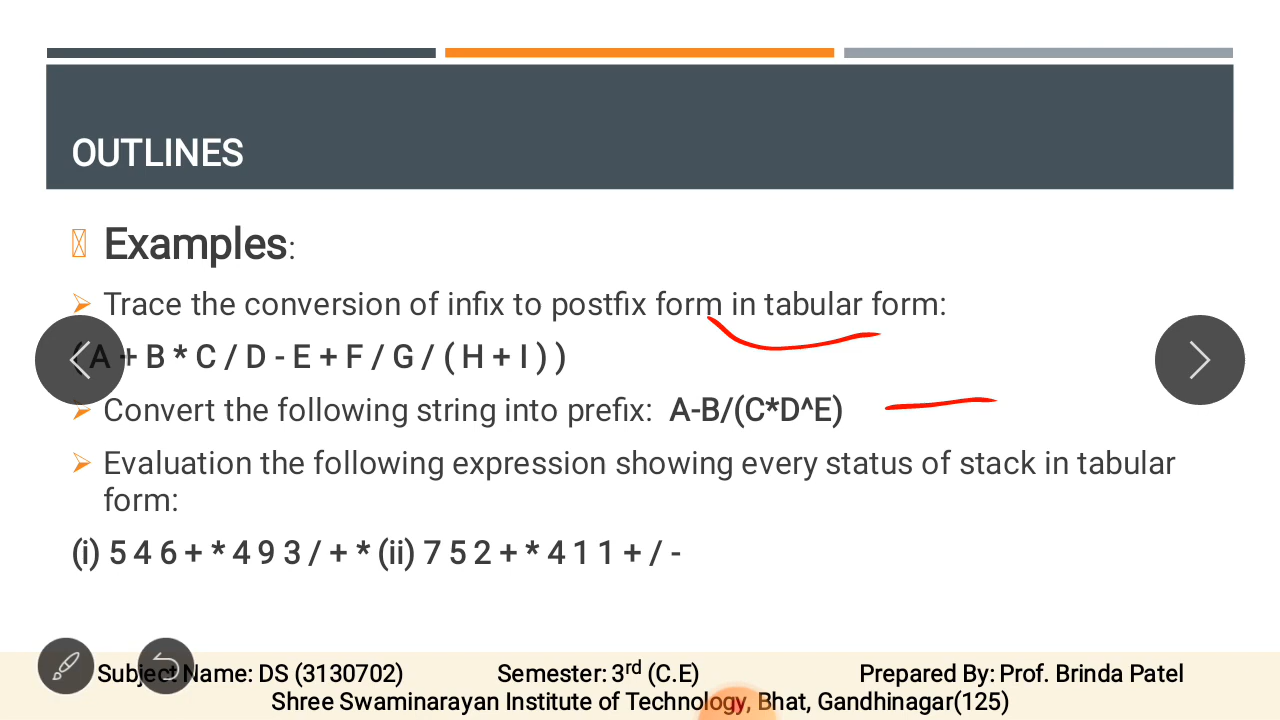 OUTLINES
Examples:
Trace the conversion of infix to postfix form in tabular form:
( A + B * C / D - E + F / G / ( H + I ) )
Convert the following string into prefix: A-B/(C*D^E)
Evaluation the following expression showing every status of stack in tabular
form:
(i) 5 4 6 + * 4 9 3 / + * (ii) 7 5 2 + * 4 1 1 + / -
Subject Name: DS (3130702) Semester: 3rd (C.E) Prepared By: Prof. Brinda Patel
Shree Swaminarayan Institute of Technology, Bhat, Gandhinagar(125)